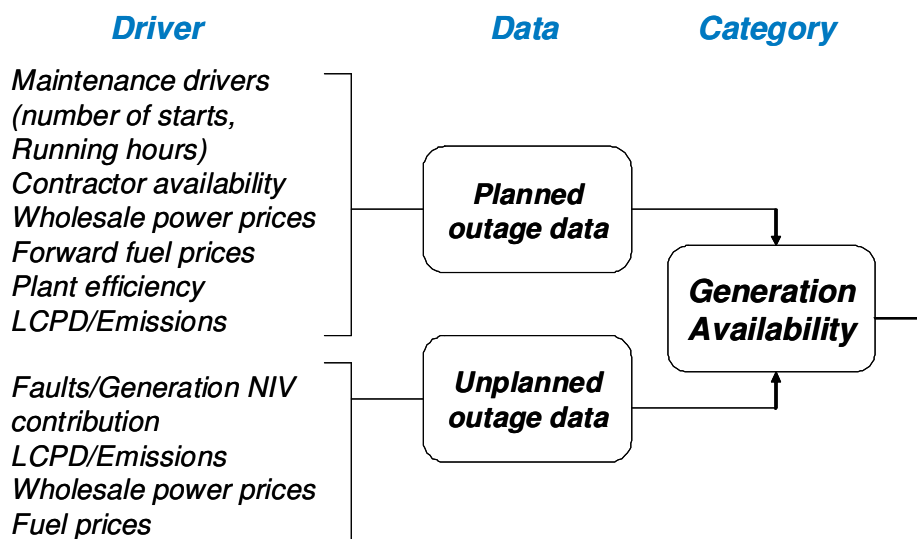 Driver
Data
Category
Maintenance drivers
(number of starts,
Running hours)
Contractor availability
Wholesale power prices
Forward fuel prices
Plant efficiency
LCPD/Emissions
Planned
outage data
Generation
Availability
Faults/Generation NIV
contribution
LCPD/Emissions
Wholesale power prices
Fuel prices
Unplanned
outage data